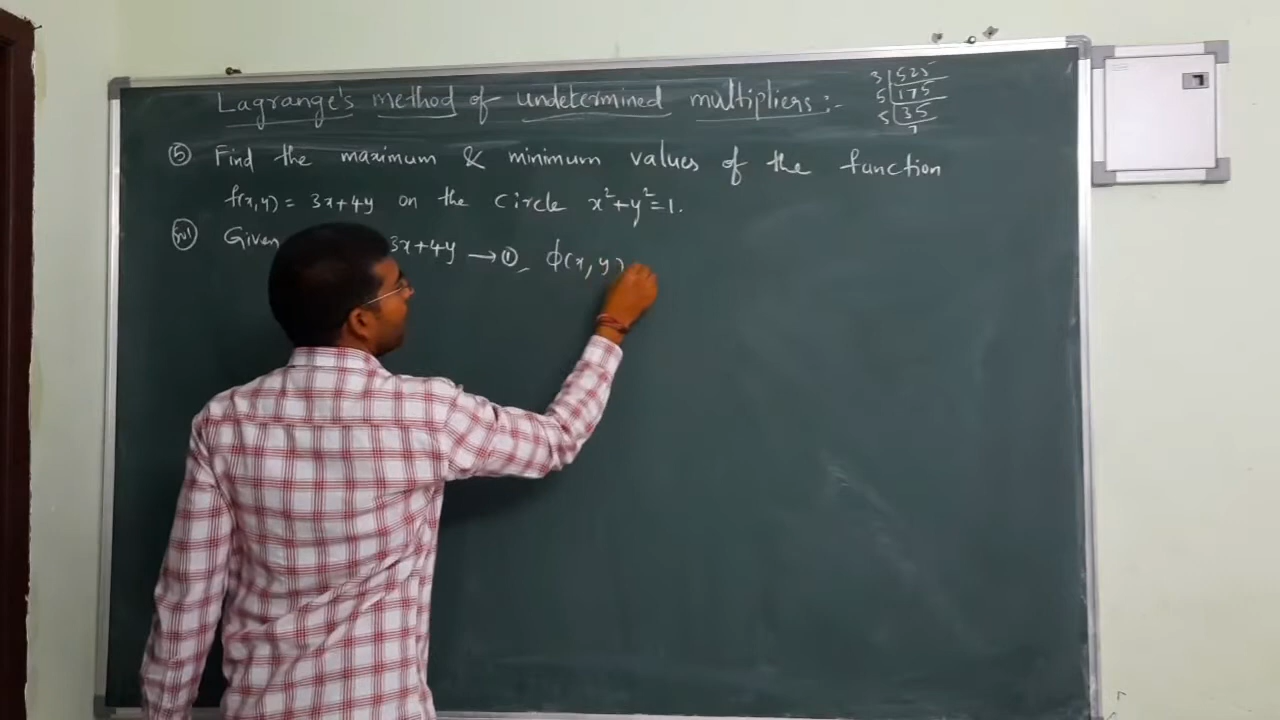 Lagrange's method of undetermined multipliers :-
3 | 525
5 | 175
5 | 35
7
⑤ Find the maximum & minimum values of the function
f(x,y) = 3x+4y on the circle x²+y²=1.
Sol Given 3x+4y → ①, ϕ(x,y)